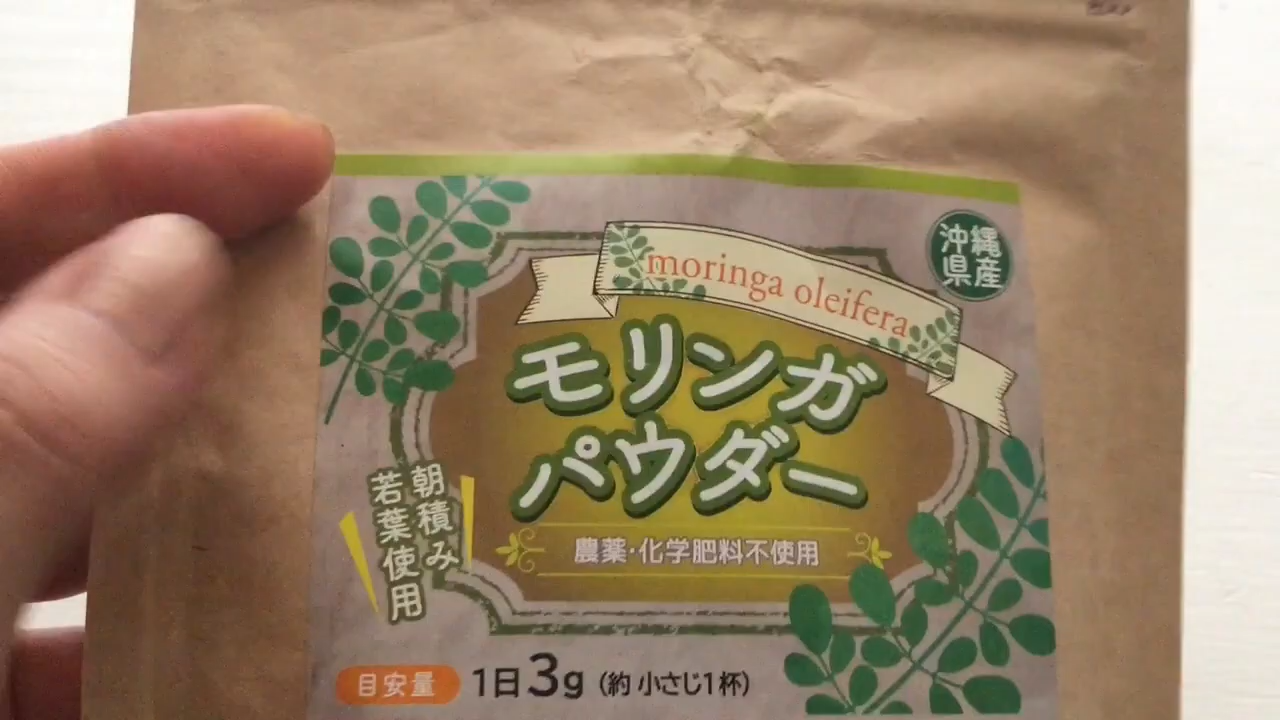 moringa oleifera
沖縄
県産
モリンガ
パウダー
農薬・化学肥料不使用
朝積み
若葉使用
目安量 1日3g (約 小さじ1杯)